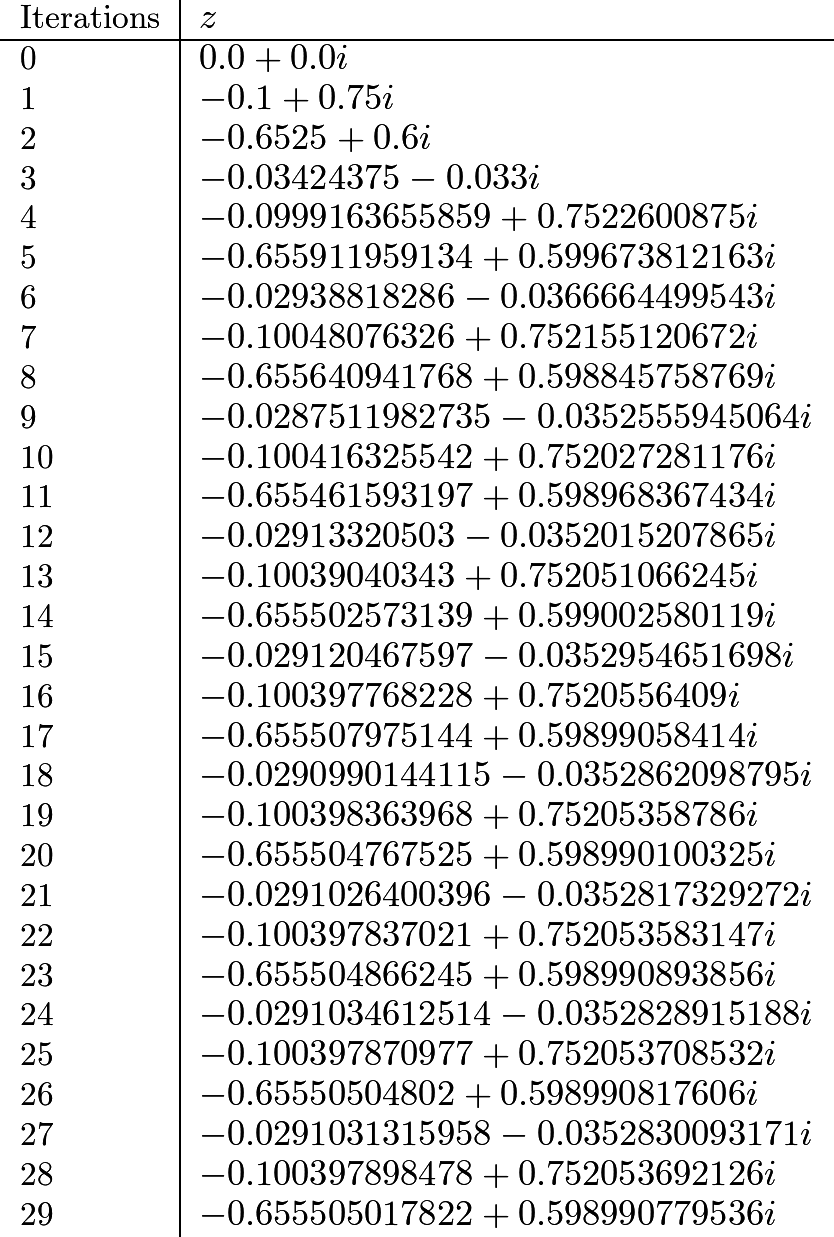 Iterations z
0 0.0 + 0.0i
1 −0.1 + 0.75i
2 −0.6525 + 0.6i
3 −0.03424375 − 0.033i
4 −0.0999163655859 + 0.7522600875i
5 −0.655911959134 + 0.599673812163i
6 −0.02938818286 − 0.0366664499543i
7 −0.10048076326 + 0.752155120672i
8 −0.655640941768 + 0.598845758769i
9 −0.0287511982735 − 0.0352555945064i
10 −0.100416325542 + 0.752027281176i
11 −0.655461593197 + 0.598968367434i
12 −0.02913320503 − 0.0352015207865i
13 −0.10039040343 + 0.752051066245i
14 −0.655502573139 + 0.599002580119i
15 −0.029120467597 − 0.0352954651698i
16 −0.100397768228 + 0.7520556409i
17 −0.655507975144 + 0.59899058414i
18 −0.0290990144115 − 0.0352862098795i
19 −0.100398363968 + 0.75205358786i
20 −0.655504767525 + 0.598990100325i
21 −0.0291026400396 − 0.0352817329272i
22 −0.100397837021 + 0.752053583147i
23 −0.655504866245 + 0.598990893856i
24 −0.0291034612514 − 0.0352828915188i
25 −0.100397870977 + 0.752053708532i
26 −0.65550504802 + 0.598990817606i
27 −0.0291031315958 − 0.0352830093171i
28 −0.100397898478 + 0.752053692126i
29 −0.655505017822 + 0.598990779536i